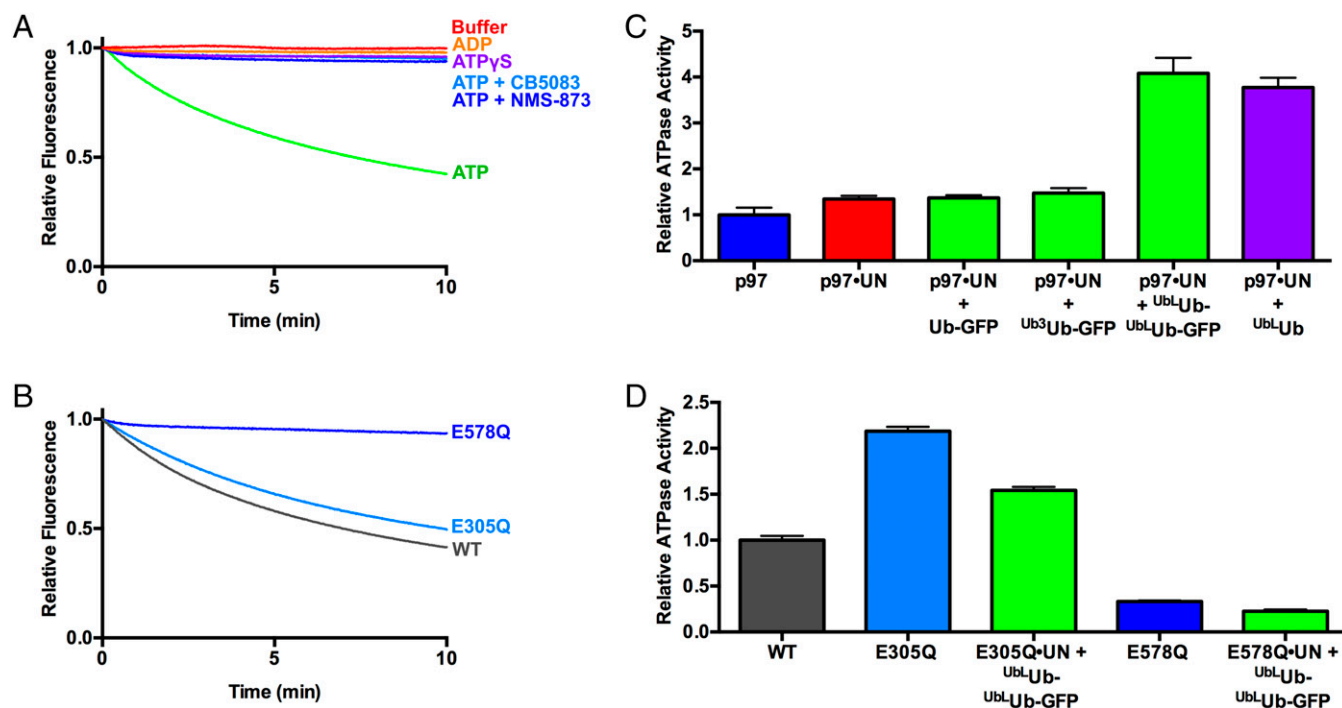 A
Relative Fluorescence
1.0
0.5
0.0
0
5
10
Time (min)
Buffer
ADP
ATPγS
ATP + CB5083
ATP + NMS-873
ATP
C
Relative ATPase Activity
5
4
3
2
1
0
p97
p97•UN
p97•UN
+
Ub-GFP
p97•UN
+
Ub3Ub-GFP
p97•UN
+ UbLUb-
UbLUb-GFP
p97•UN
+
UbLUb
B
Relative Fluorescence
1.0
0.5
0.0
0
5
10
Time (min)
E578Q
E305Q
WT
D
Relative ATPase Activity
2.5
2.0
1.5
1.0
0.5
0.0
WT
E305Q
E305Q•UN +
UbLUb-
UbLUb-GFP
E578Q
E578Q•UN +
UbLUb-
UbLUb-GFP